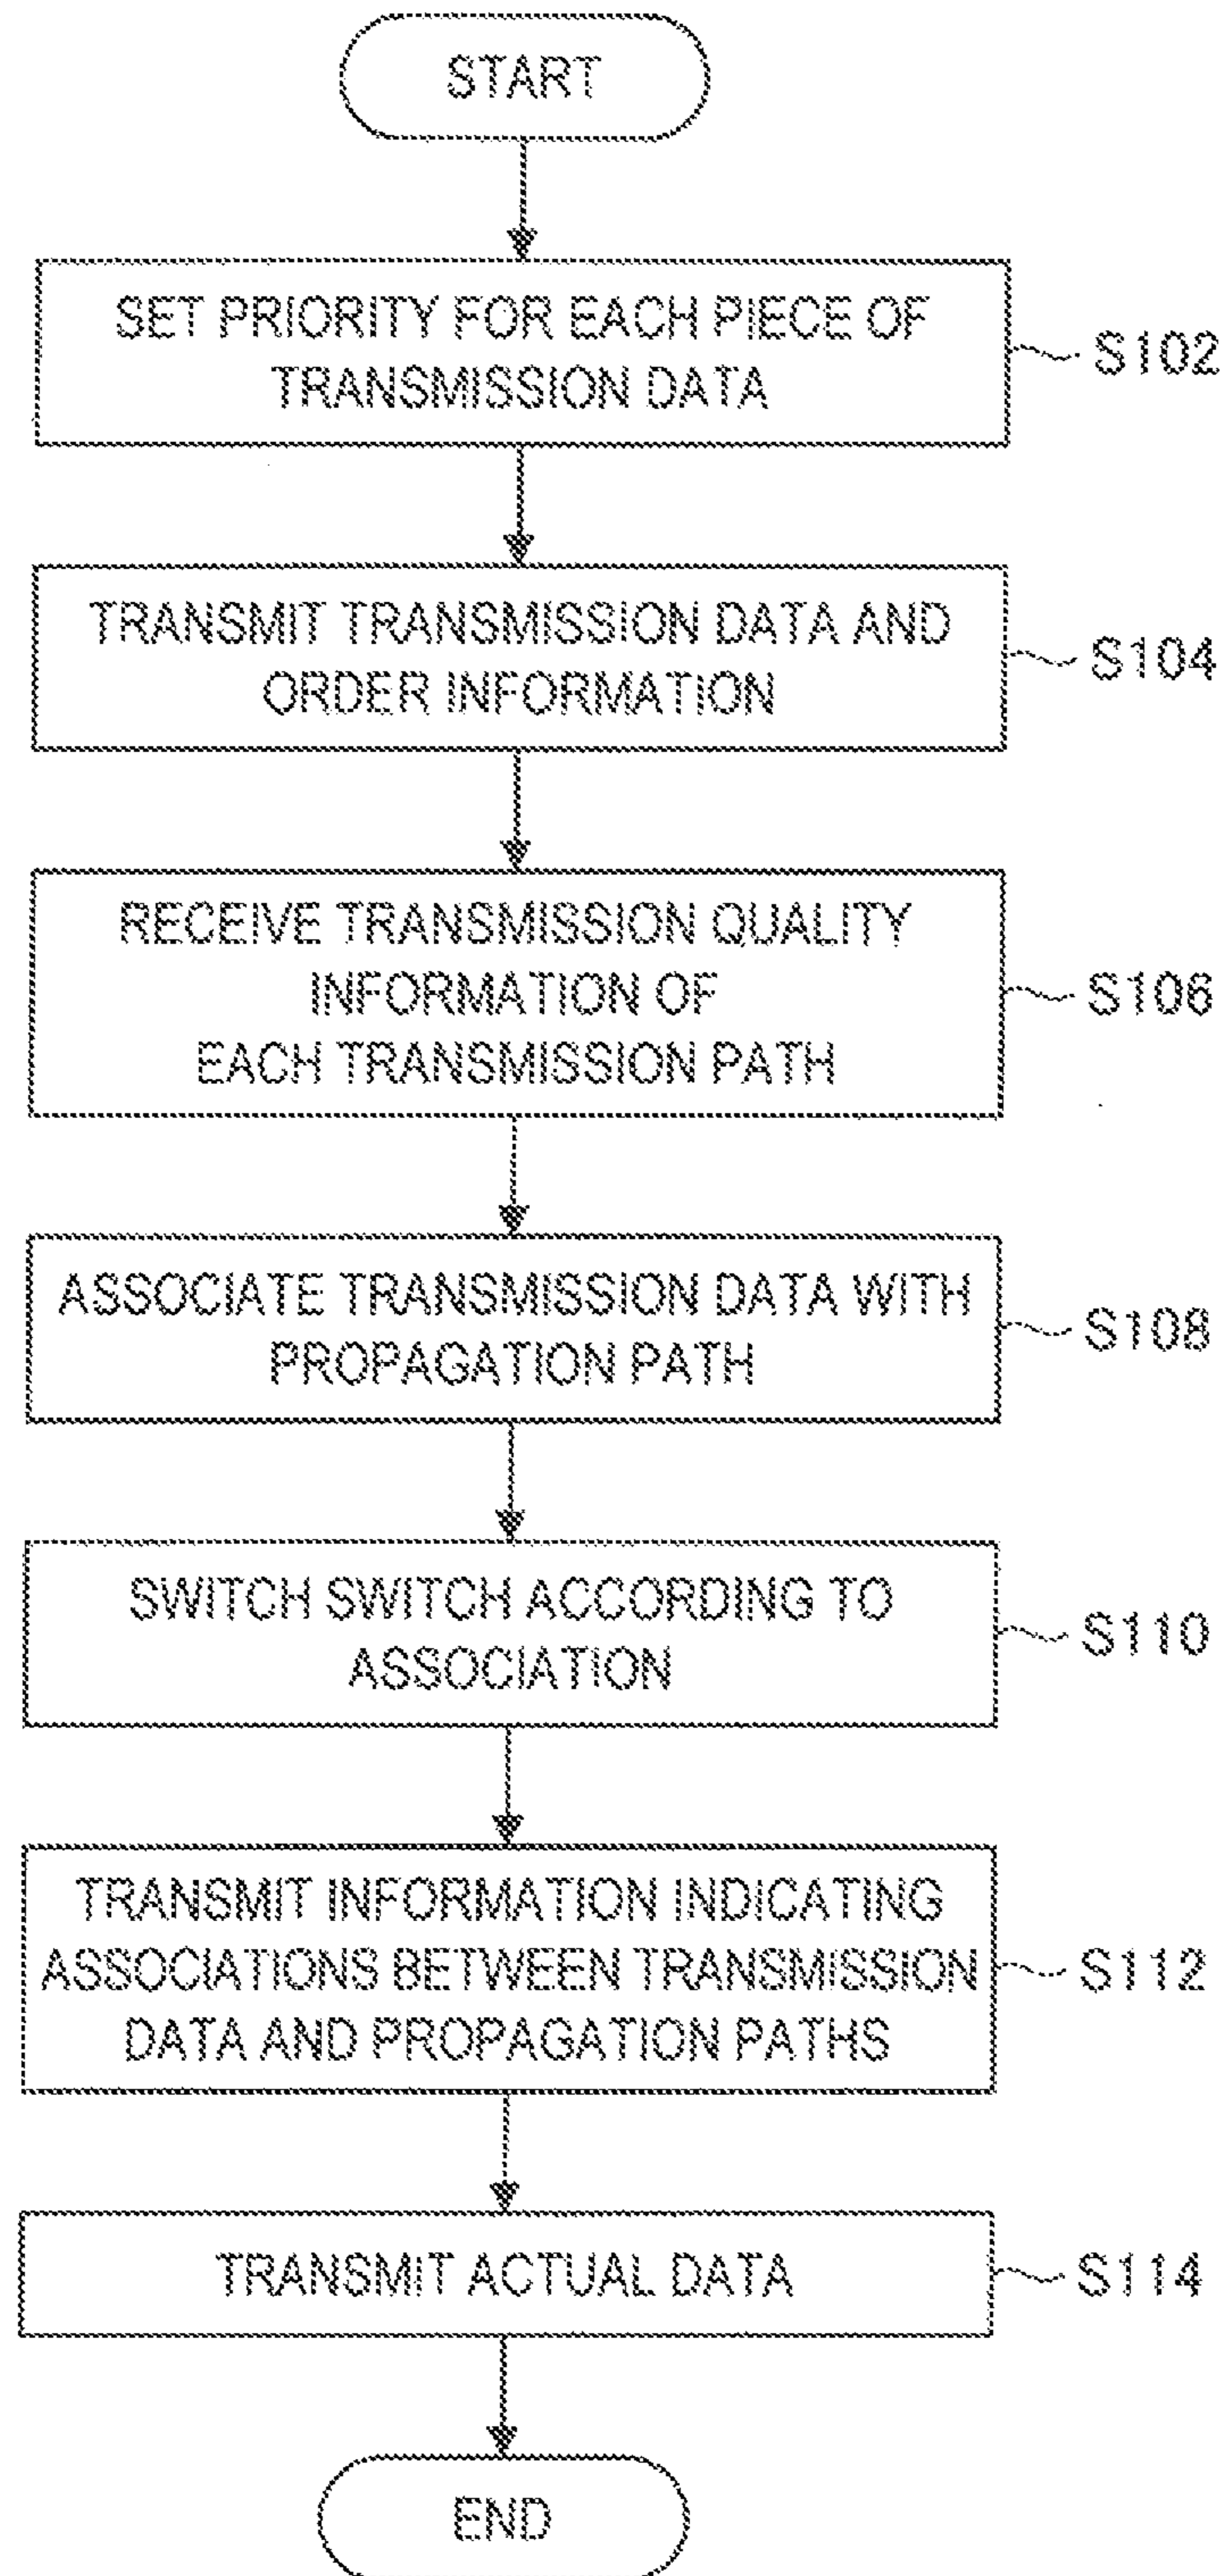 START
SET PRIORITY FOR EACH PIECE OF
TRANSMISSION DATA
S102
TRANSMIT TRANSMISSION DATA AND
ORDER INFORMATION
S104
RECEIVE TRANSMISSION QUALITY
INFORMATION OF
EACH TRANSMISSION PATH
S106
ASSOCIATE TRANSMISSION DATA WITH
PROPAGATION PATH
S108
SWITCH SWITCH ACCORDING TO
ASSOCIATION
S110
TRANSMIT INFORMATION INDICATING
ASSOCIATIONS BETWEEN TRANSMISSION
DATA AND PROPAGATION PATHS
S112
TRANSMIT ACTUAL DATA
S114
END